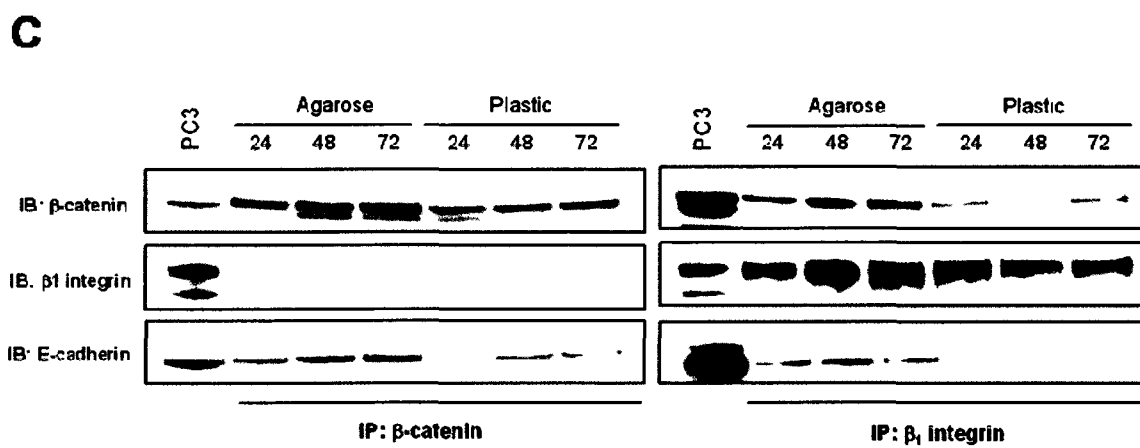 C
PC3 Agarose Plastic PC3 Agarose Plastic
24 48 72 24 48 72 24 48 72 24 48 72
IB· β-catenin
IB. β1 integrin
IB· E-cadherin
IP: β-catenin IP: β₁ integrin